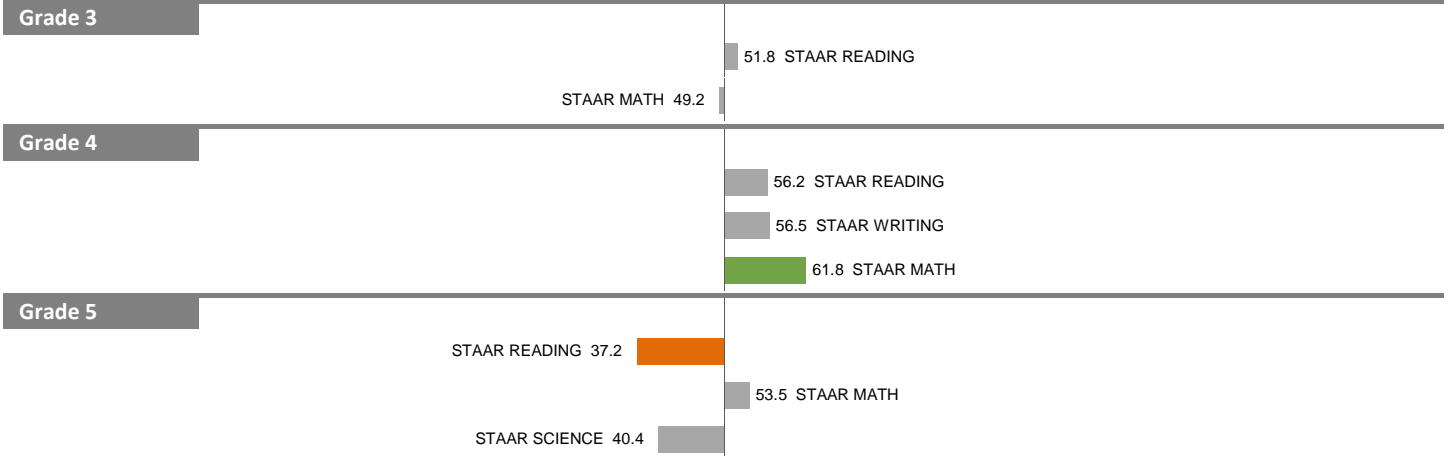 Grade 3
51.8 STAAR READING
STAAR MATH 49.2
Grade 4
56.2 STAAR READING
56.5 STAAR WRITING
61.8 STAAR MATH
Grade 5
STAAR READING 37.2
53.5 STAAR MATH
STAAR SCIENCE 40.4